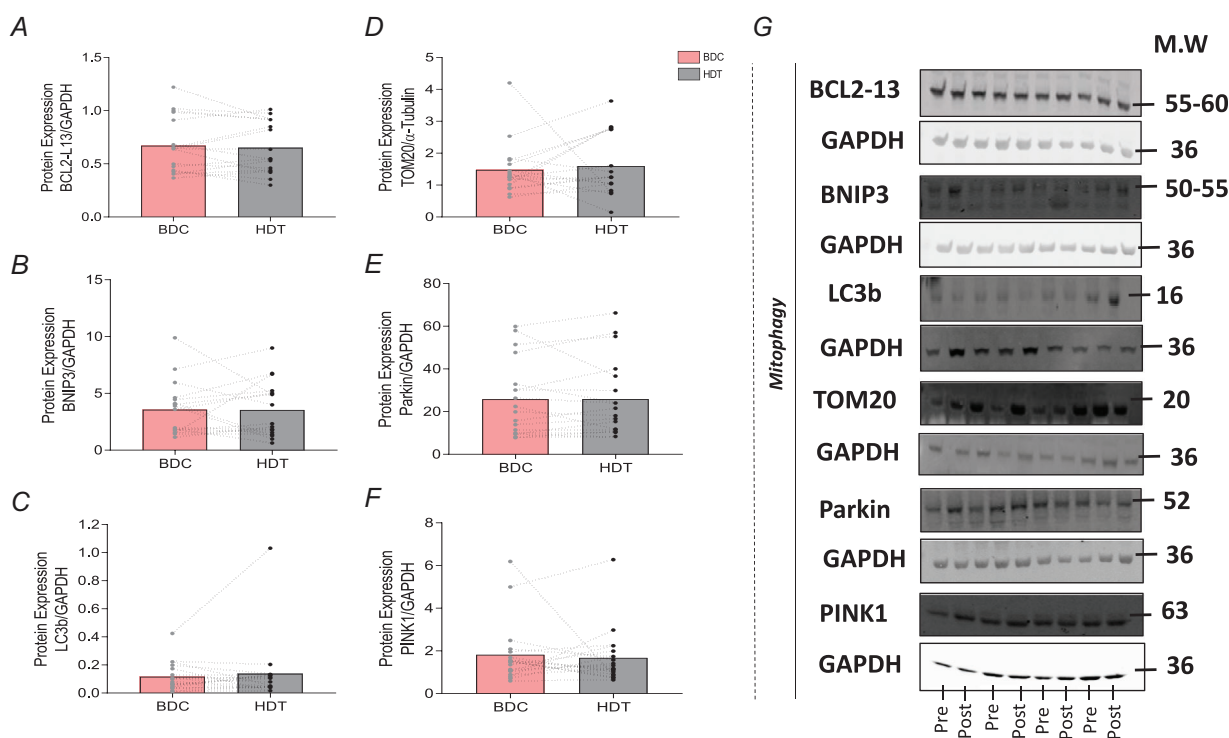 A
Protein Expression
BCL2-L13/GAPDH
1.5
1.0
0.5
0.0
BDC
HDT
B
Protein Expression
BNIP3/GAPDH
15
10
5
0
BDC
HDT
C
Protein Expression
LC3b/GAPDH
1.2
1.0
0.8
0.6
0.4
0.2
0.0
BDC
HDT
D
Protein Expression
TOM20/α-Tubulin
5
4
3
2
1
0
BDC
HDT
BDC
HDT
E
Protein Expression
Parkin/GAPDH
80
60
40
20
0
BDC
HDT
F
Protein Expression
PINK1/GAPDH
8
6
4
2
0
BDC
HDT
G
M.W
Mitophagy
BCL2-13 55-60
GAPDH 36
BNIP3 50-55
GAPDH 36
LC3b 16
GAPDH 36
TOM20 20
GAPDH 36
Parkin 52
GAPDH 36
PINK1 63
GAPDH 36
Pre Post Pre Post Pre Post Pre Post